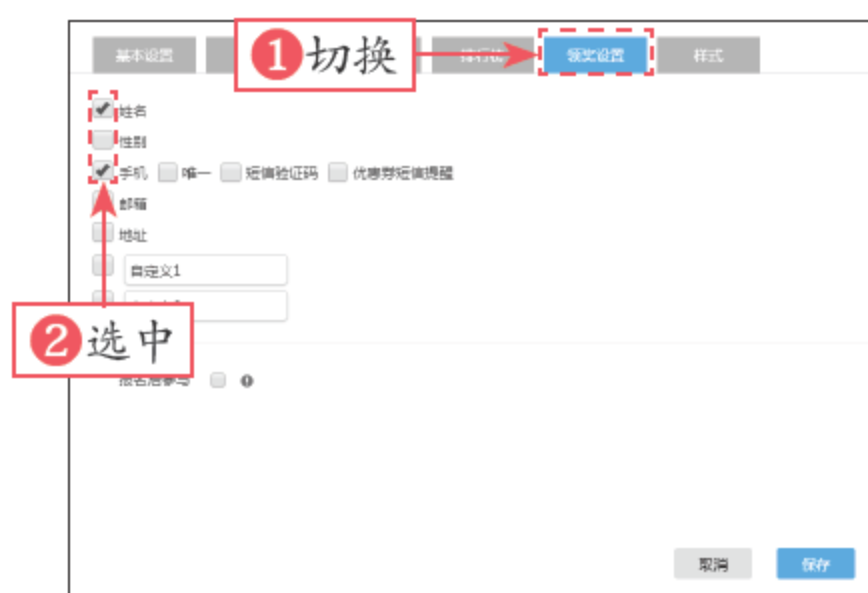 基本设置 领奖设置 样式
1切换
姓名
性别
手机 唯一 短信验证码 优惠券短信提醒
邮箱
地址
自定义1
2选中
取消 保存